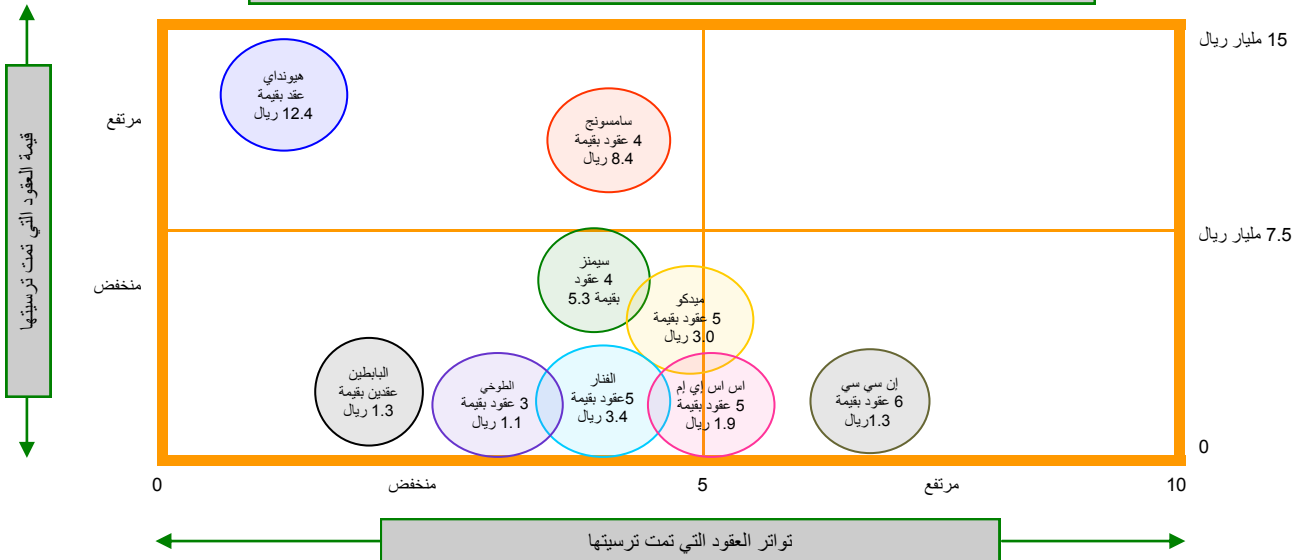 15 مليار ريال
هيونداي
عقد بقيمة
12.4 ريال
مرتفع
سامسونج
4 عقود بقيمة
8.4 ريال
قيمة العقود التي تمت ترسيتها
7.5 مليار ريال
سيمنز
4 عقود
بقيمة 5.3
منخفض
ميدكو
5 عقود بقيمة
3.0 ريال
البابطين
عقدين بقيمة
1.3 ريال
الطوخي
3 عقود بقيمة
1.1 ريال
الفنار
5عقود بقيمة
3.4 ريال
اس اس إي إم
5 عقود بقيمة
1.9 ريال
إن سي سي
6 عقود بقيمة
1.3ريال
0
0
منخفض
5
مرتفع
10
تواتر العقود التي تمت ترسيتها